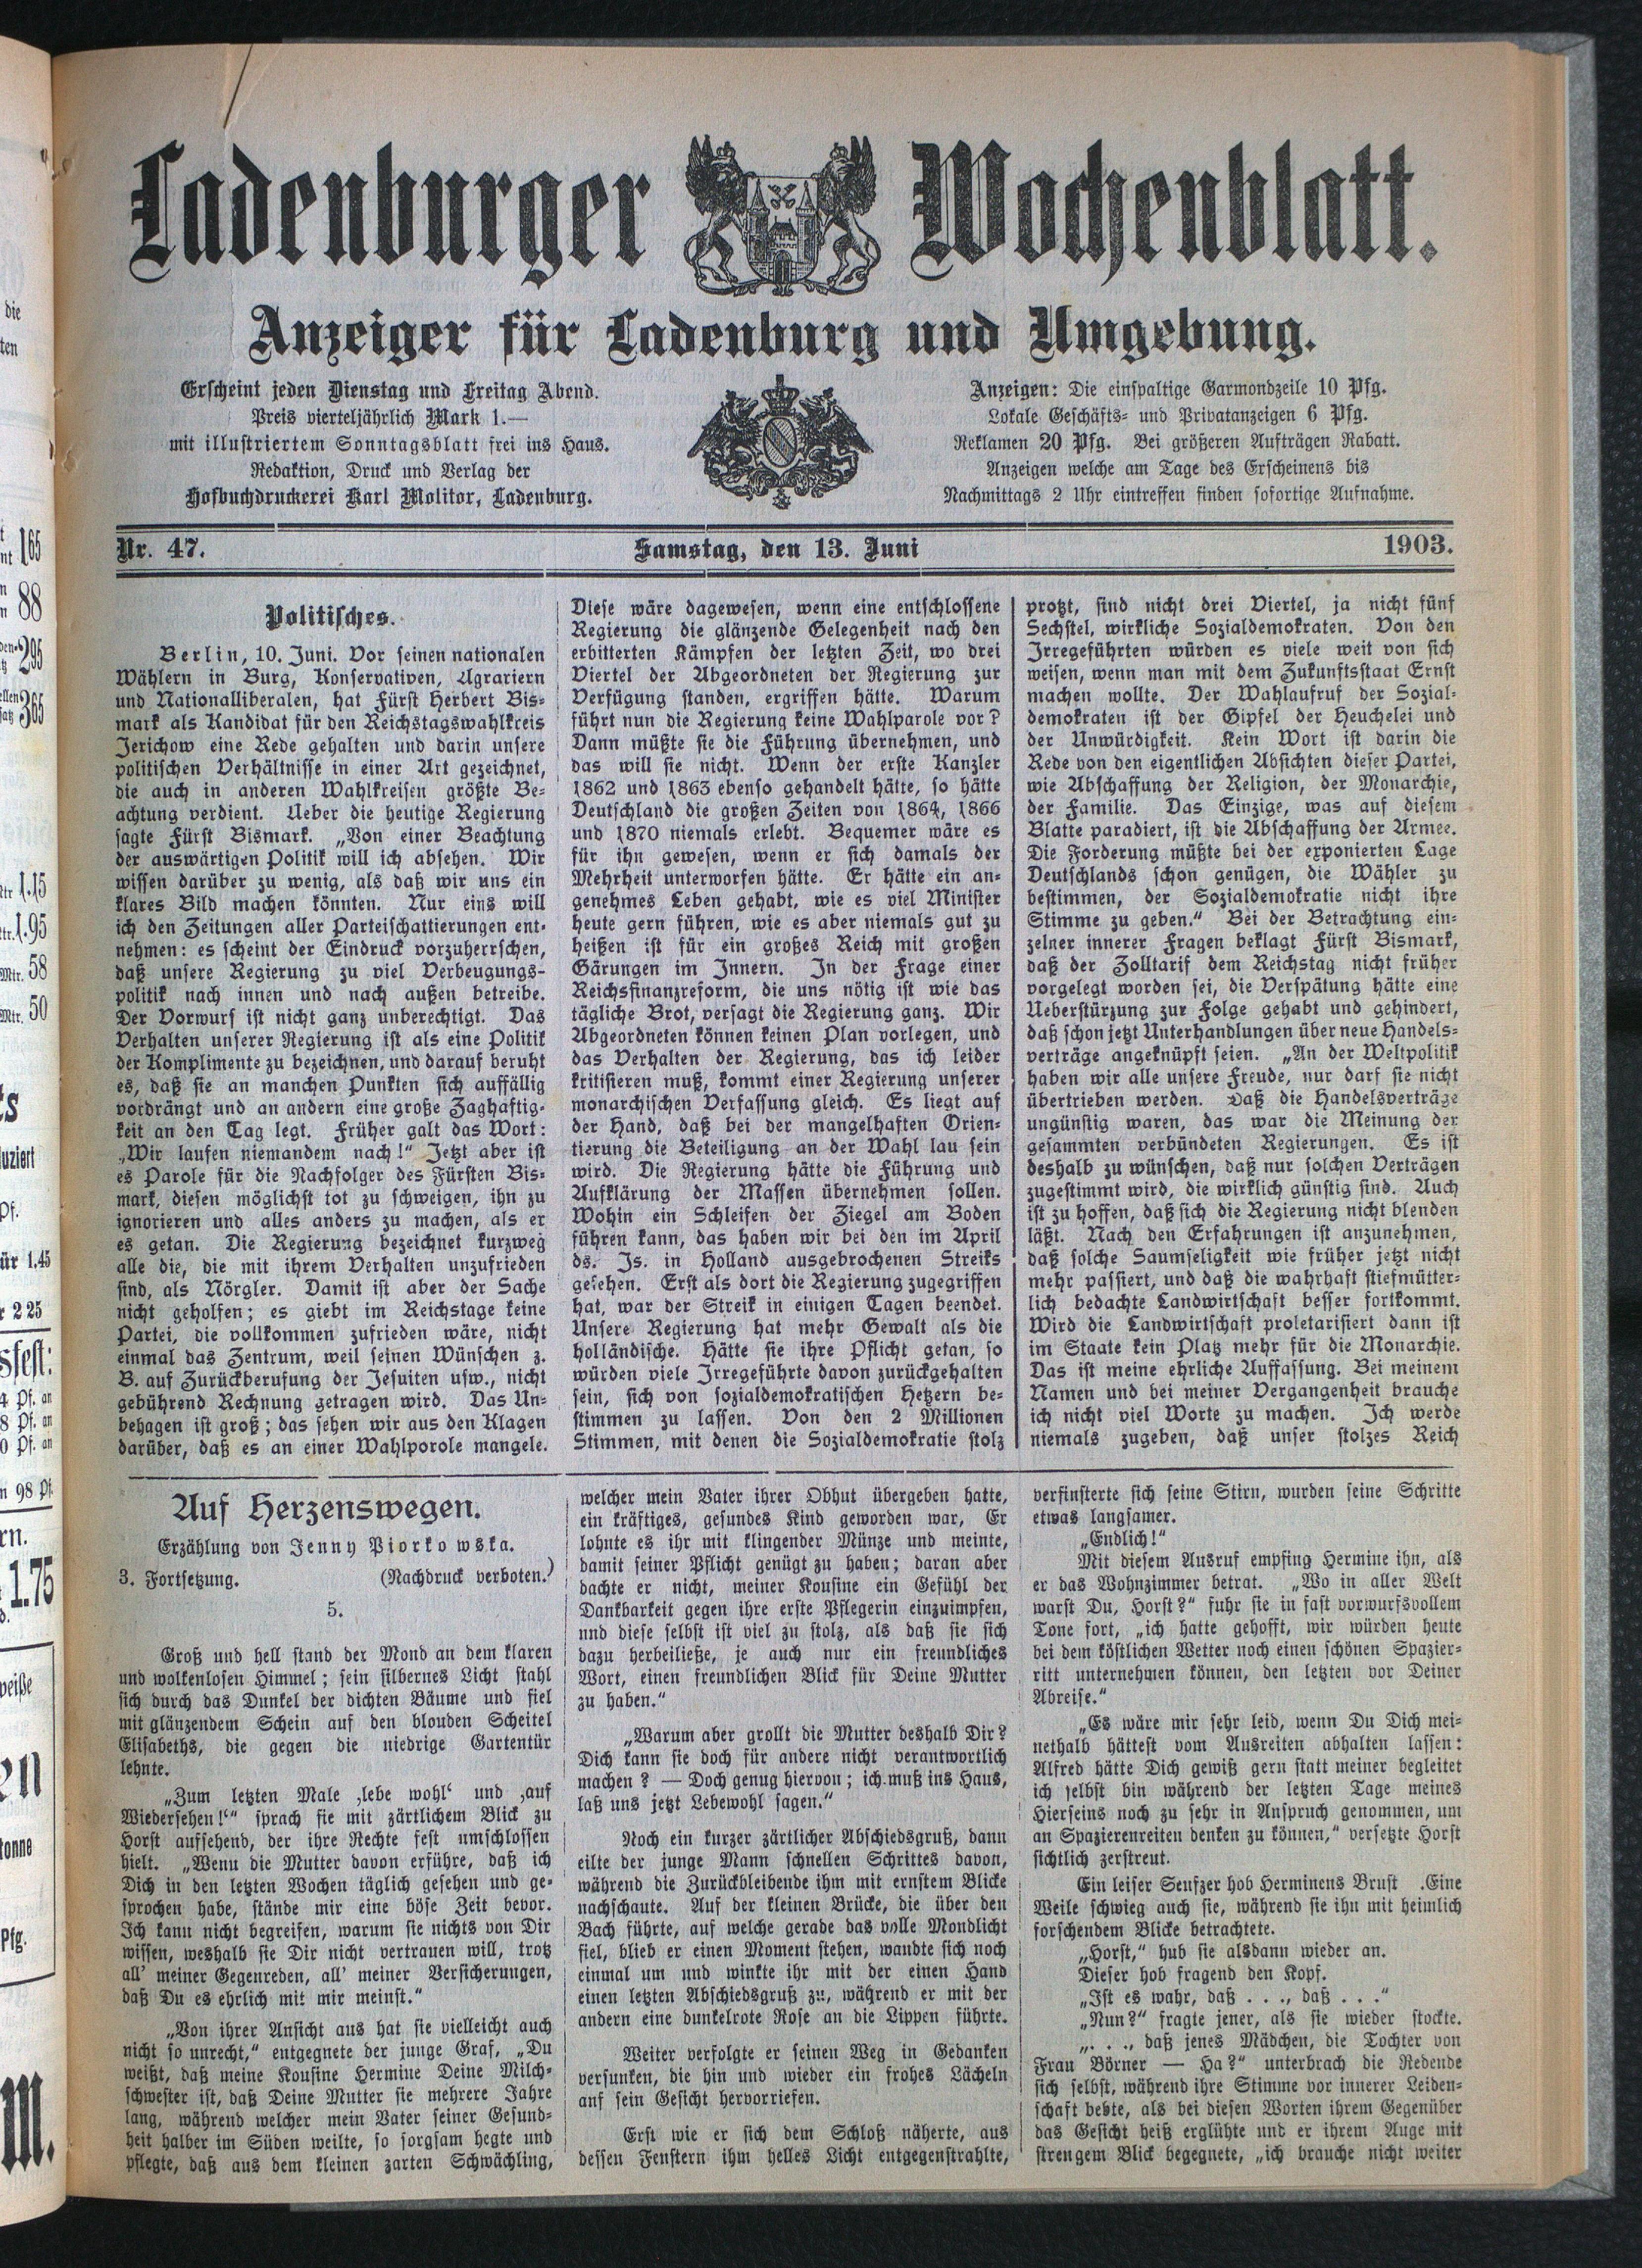 Ladenburger Wochenblatt.
Anzeiger für Ladenburg und Umgebung.
Erscheint jeden Dienstag und Freitag Abend.
Preis vierteljährlich Mark 1.—
mit illustriertem Sonntagsblatt frei ins Haus.
Redaktion, Druck und Verlag der
Hofbuchdruckerei Karl Molitor, Ladenburg.
Anzeigen: Die einspaltige Garmondzeile 10 Pfg.
Lokale Geschäfts- und Privatanzeigen 6 Pfg.
Reklamen 20 Pfg. Bei größeren Aufträgen Rabatt.
Anzeigen welche am Tage des Erscheinens bis
Nachmittags 2 Uhr eintreffen finden sofortige Aufnahme.
Nr. 47. Samstag, den 13. Juni 1903.
Politisches.
Berlin, 10. Juni. Vor seinen nationalen
Wählern in Burg, Konservativen, Agrariern
und Nationalliberalen, hat Fürst Herbert Bis-
mark als Kandidat für den Reichstagswahlkreis
Jerichow eine Rede gehalten und darin unsere
politischen Verhältnisse in einer Art gezeichnet,
die auch in anderen Wahlkreisen größte Be-
achtung verdient. Ueber die heutige Regierung
sagte Fürst Bismark. „Von einer Beachtung
der auswärtigen Politik will ich absehen. Wir
wissen darüber zu wenig, als daß wir uns ein
klares Bild machen könnten. Nur eins will
ich den Zeitungen aller Parteischattierungen ent-
nehmen: es scheint der Eindruck vorzuherrschen,
daß unsere Regierung zu viel Verbeugungs-
politik nach innen und nach außen betreibe.
Der Vorwurf ist nicht ganz unberechtigt. Das
Verhalten unserer Regierung ist als eine Politik
der Komplimente zu bezeichnen, und darauf beruht
es, daß sie an manchen Punkten sich auffällig
vordrängt und an andern eine große Zaghaftig-
keit an den Tag legt. Früher galt das Wort:
„Wir laufen niemandem nach!“ Jetzt aber ist
es Parole für die Nachfolger des Fürsten Bis-
mark, diesen möglichst tot zu schweigen, ihn zu
ignorieren und alles anders zu machen, als er
es getan. Die Regierung bezeichnet kurzweg
alle die, die mit ihrem Verhalten unzufrieden
sind, als Nörgler. Damit ist aber der Sache
nicht geholfen; es giebt im Reichstage keine
Partei, die vollkommen zufrieden wäre, nicht
einmal das Zentrum, weil seinen Wünschen z.
B. auf Zurückberufung der Jesuiten usw., nicht
gebührend Rechnung getragen wird. Das Un-
behagen ist groß; das sehen wir aus den Klagen
darüber, daß es an einer Wahlporole mangele.
Diese wäre dagewesen, wenn eine entschlossene
Regierung die glänzende Gelegenheit nach den
erbitterten Kämpfen der letzten Zeit, wo drei
Viertel der Abgeordneten der Regierung zur
Verfügung standen, ergriffen hätte. Warum
führt nun die Regierung keine Wahlparole vor?
Dann müßte sie die Führung übernehmen, und
das will sie nicht. Wenn der erste Kanzler
1862 und 1863 ebenso gehandelt hätte, so hätte
Deutschland die großen Zeiten von 1864, 1866
und 1870 niemals erlebt. Bequemer wäre es
für ihn gewesen, wenn er sich damals der
Mehrheit unterworfen hätte. Er hätte ein an-
genehmes Leben gehabt, wie es viel Minister
heute gern führen, wie es aber niemals gut zu
heißen ist für ein großes Reich mit großen
Gärungen im Innern. In der Frage einer
Reichsfinanzreform, die uns nötig ist wie das
tägliche Brot, versagt die Regierung ganz. Wir
Abgeordneten können keinen Plan vorlegen, und
das Verhalten der Regierung, das ich leider
kritisieren muß, kommt einer Regierung unserer
monarchischen Verfassung gleich. Es liegt auf
der Hand, daß bei der mangelhaften Orien-
tierung die Beteiligung an der Wahl lau sein
wird. Die Regierung hätte die Führung und
Aufklärung der Massen übernehmen sollen.
Wohin ein Schleifen der Ziegel am Boden
führen kann, das haben wir bei den im April
ds. Js. in Holland ausgebrochenen Streiks
gesehen. Erst als dort die Regierung zugegriffen
hat, war der Streik in einigen Tagen beendet.
Unsere Regierung hat mehr Gewalt als die
holländische. Hätte sie ihre Pflicht getan, so
würden viele Irregeführte davon zurückgehalten
sein, sich von sozialdemokratischen Hetzern be-
stimmen zu lassen. Von den 2 Millionen
Stimmen, mit denen die Sozialdemokratie stolz
protzt, sind nicht drei Viertel, ja nicht fünf
Sechstel, wirkliche Sozialdemokraten. Von den
Irregeführten würden es viele weit von sich
weisen, wenn man mit dem Zukunftsstaat Ernst
machen wollte. Der Wahlaufruf der Sozial-
demokraten ist der Gipfel der Heuchelei und
der Unwürdigkeit. Kein Wort ist darin die
Rede von den eigentlichen Absichten dieser Partei,
wie Abschaffung der Religion, der Monarchie,
der Familie. Das Einzige, was auf diesem
Blatte paradiert, ist die Abschaffung der Armee.
Die Forderung müßte bei der exponierten Lage
Deutschlands schon genügen, die Wähler zu
bestimmen, der Sozialdemokratie nicht ihre
Stimme zu geben.“ Bei der Betrachtung ein-
zelner innerer Fragen beklagt Fürst Bismark,
daß der Zolltarif dem Reichstag nicht früher
vorgelegt worden sei, die Verspätung hätte eine
Ueberstürzung zur Folge gehabt und gehindert,
daß schon jetzt Unterhandlungen über neue Handels-
verträge angeknüpft seien. „An der Weltpolitik
haben wir alle unsere Freude, nur darf sie nicht
übertrieben werden. Daß die Handelsverträge
ungünstig waren, das war die Meinung der
gesammten verbündeten Regierungen. Es ist
deshalb zu wünschen, daß nur solchen Verträgen
zugestimmt wird, die wirklich günstig sind. Auch
ist zu hoffen, daß sich die Regierung nicht blenden
läßt. Nach den Erfahrungen ist anzunehmen,
daß solche Saumseligkeit wie früher jetzt nicht
mehr passiert, und daß die wahrhaft stiefmütter-
lich bedachte Landwirtschaft besser fortkommt.
Wird die Landwirtschaft proletarisiert dann ist
im Staate kein Platz mehr für die Monarchie.
Das ist meine ehrliche Auffassung. Bei meinem
Namen und bei meiner Vergangenheit brauche
ich nicht viel Worte zu machen. Ich werde
niemals zugeben, daß unser stolzes Reich
Auf Herzenswegen.
Erzählung von Jenny Piorkowska.
3. Fortsetzung. (Nachdruck verboten.)
5.
Groß und hell stand der Mond an dem klaren
und wolkenlosen Himmel; sein silbernes Licht stahl
sich durch das Dunkel der dichten Bäume und fiel
mit glänzendem Schein auf den blouden Scheitel
Elisabeths, die gegen die niedrige Gartentür
lehnte.
„Zum letzten Male ‚lebe wohl‘ und ‚auf
Wiedersehen!‘“ sprach sie mit zärtlichem Blick zu
Horst aufsehend, der ihre Rechte fest umschlossen
hielt. „Wenu die Mutter davon erführe, daß ich
Dich in den letzten Wochen täglich gesehen und ge-
sprochen habe, stände mir eine böse Zeit bevor.
Ich kann nicht begreifen, warum sie nichts von Dir
wissen, weshalb sie Dir nicht vertrauen will, trotz
all' meiner Gegenreden, all' meiner Versicherungen,
daß Du es ehrlich mit mir meinst.“
„Von ihrer Ansicht aus hat sie vielleicht auch
nicht so unrecht,“ entgegnete der junge Graf, „Du
weißt, daß meine Kousine Hermine Deine Milch-
schwester ist, daß Deine Mutter sie mehrere Jahre
lang, während welcher mein Vater seiner Gesund-
heit halber im Süden weilte, so sorgsam hegte und
pflegte, daß aus dem kleinen zarten Schwächling,
welcher mein Vater ihrer Obhut übergeben hatte,
ein kräftiges, gesundes Kind geworden war, Er
lohnte es ihr mit klingender Münze und meinte,
damit seiner Pflicht genügt zu haben; daran aber
dachte er nicht, meiner Kousine ein Gefühl der
Dankbarkeit gegen ihre erste Pflegerin einzuimpfen,
und diese selbst ist viel zu stolz, als daß sie sich
dazu herbeiließe, je auch nur ein freundliches
Wort, einen freundlichen Blick für Deine Mutter
zu haben.“
„Warum aber grollt die Mutter deshalb Dir?
Dich kann sie doch für andere nicht verantwortlich
machen? — Doch genug hiervon; ich muß ins Haus,
laß uns jetzt Lebewohl sagen.“
Noch ein kurzer zärtlicher Abschiedsgruß, dann
eilte der junge Mann schnellen Schrittes davon,
während die Zurückbleibende ihm mit ernstem Blicke
nachschaute. Auf der kleinen Brücke, die über den
Bach führte, auf welche gerade das volle Mondlicht
fiel, blieb er einen Moment stehen, wandte sich noch
einmal um und winkte ihr mit der einen Hand
einen letzten Abschiedsgruß zu, während er mit der
andern eine dunkelrote Rose an die Lippen führte.
Weiter verfolgte er seinen Weg in Gedanken
versunken, die hin und wieder ein frohes Lächeln
auf sein Gesicht hervorriefen.
Erst wie er sich dem Schloß näherte, aus
dessen Fenstern ihm helles Licht entgegenstrahlte,
verfinsterte sich seine Stirn, wurden seine Schritte
etwas langsamer.
„Endlich!“
Mit diesem Ausruf empfing Hermine ihn, als
er das Wohnzimmer betrat. „Wo in aller Welt
warst Du, Horst?“ fuhr sie in fast vorwurfsvollem
Tone fort, „ich hatte gehofft, wir würden heute
bei dem köstlichen Wetter noch einen schönen Spazier-
ritt unternehmen können, den letzten vor Deiner
Abreise.“
„Es wäre mir sehr leid, wenn Du Dich mei-
nethalb hättest vom Ausreiten abhalten lassen:
Alfred hätte Dich gewiß gern statt meiner begleitet
ich selbst bin während der letzten Tage meines
Hierseins noch zu sehr in Anspruch genommen, um
an Spazierenreiten denken zu können,“ versetzte Horst
sichtlich zerstreut.
Ein leiser Seufzer hob Herminens Brust .Eine
Weile schwieg auch sie, während sie ihn mit heimlich
forschendem Blicke betrachtete.
„Horst,“ hub sie alsdann wieder an.
Dieser hob fragend den Kopf.
„Ist es wahr, daß . . ., daß . . .“
„Nun?“ fragte jener, als sie wieder stockte.
„. . ., daß jenes Mädchen, die Tochter von
Frau Börner — Ha?“ unterbrach die Redende
sich selbst, während ihre Stimme vor innerer Leiden-
schaft bebte, als bei diesen Worten ihrem Gegenüber
das Gesicht heiß erglühte und er ihrem Auge mit
strengem Blick begegnete, „ich brauche nicht weiter